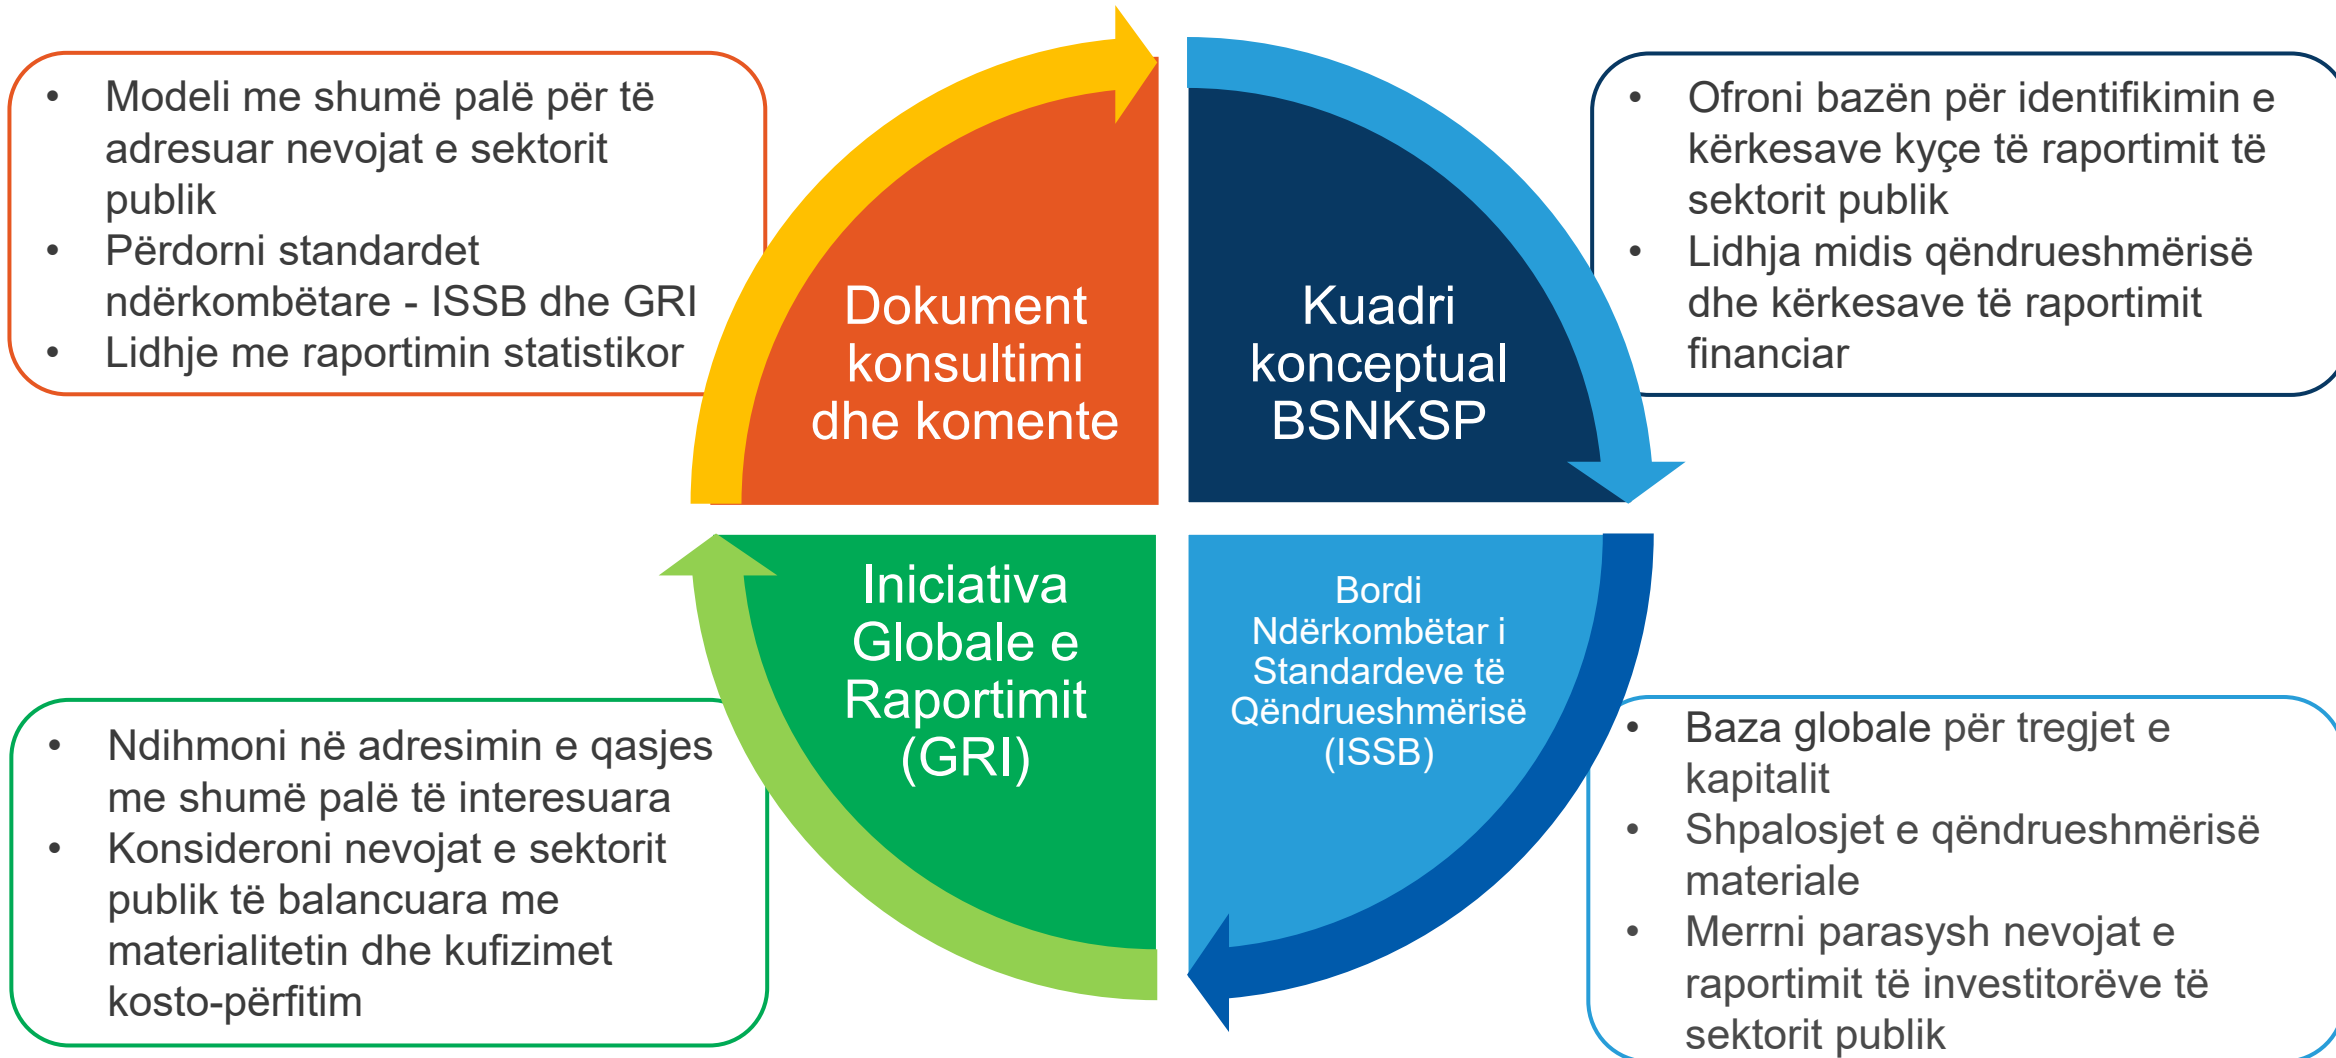 • Modeli me shumë palë për të
adresuar nevojat e sektorit
publik
• Përdorni standardet
ndërkombëtare - ISSB dhe GRI
• Lidhje me raportimin statistikor
Dokument
konsultimi
dhe komente
Kuadri
konceptual
BSNKSP
• Ofroni bazën për identifikimin e
kërkesave kyçe të raportimit të
sektorit publik
• Lidhja midis qëndrueshmërisë
dhe kërkesave të raportimit
financiar
• Ndihmoni në adresimin e qasjes
me shumë palë të interesuara
• Konsideroni nevojat e sektorit
publik të balancuara me
materialitetin dhe kufizimet
kosto-përfitim
Iniciativa
Globale e
Raportimit
(GRI)
Bordi
Ndërkombëtar i
Standardeve të
Qëndrueshmërisë
(ISSB)
• Baza globale për tregjet e
kapitalit
• Shpalosjet e qëndrueshmërisë
materiale
• Merrni parasysh nevojat e
raportimit të investitorëve të
sektorit publik